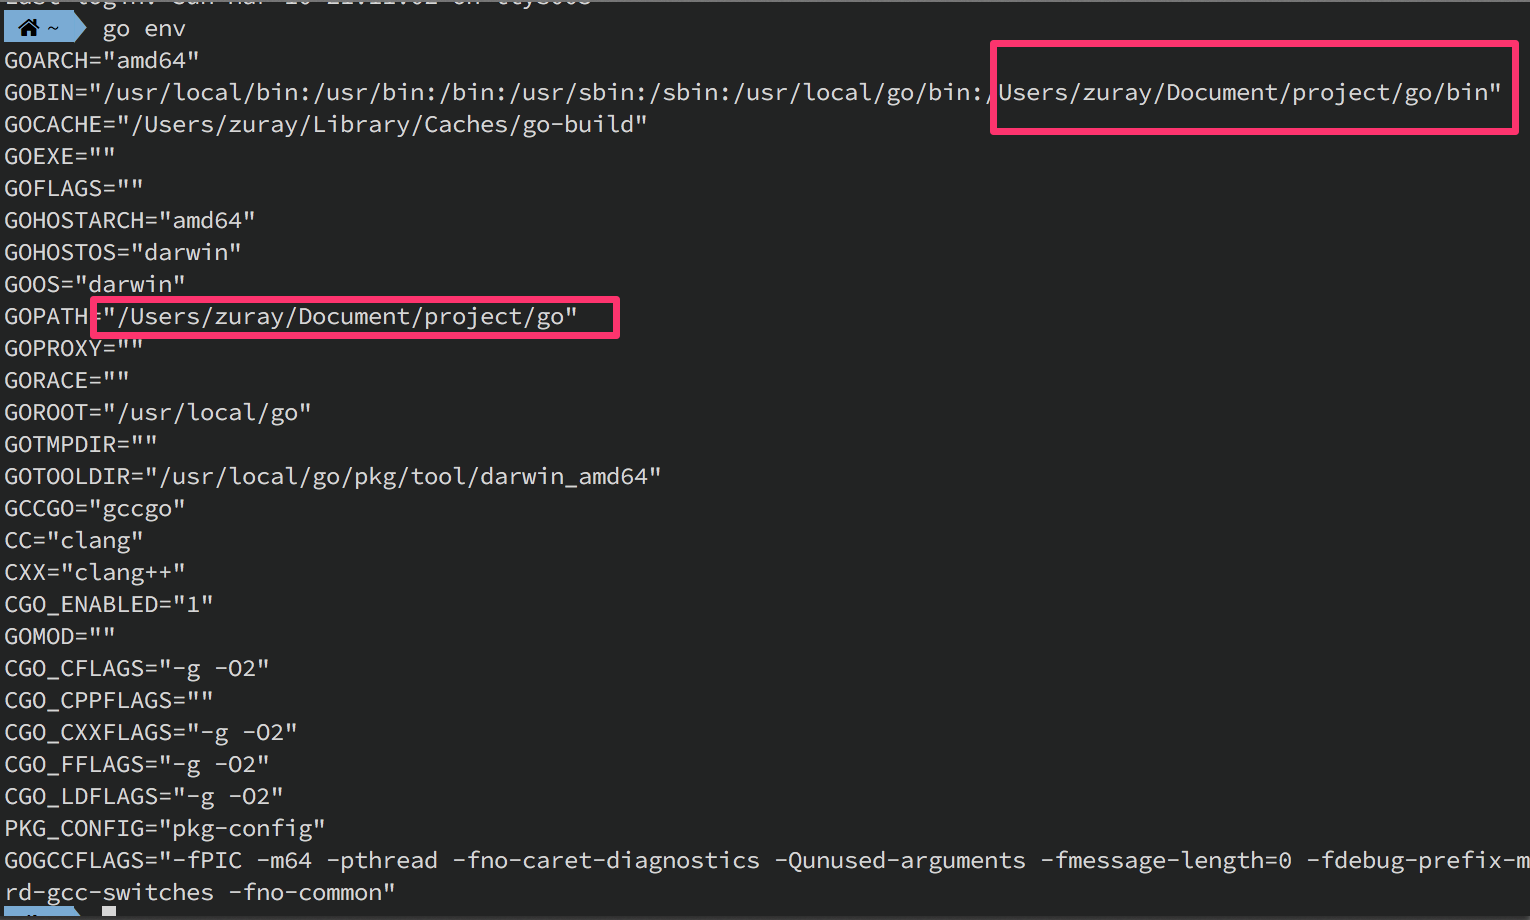 ~ go env
GOARCH="amd64"
GOBIN="/usr/local/bin:/usr/bin:/bin:/usr/sbin:/sbin:/usr/local/go/bin:/Users/zuray/Document/project/go/bin"
GOCACHE="/Users/zuray/Library/Caches/go-build"
GOEXE=""
GOFLAGS=""
GOHOSTARCH="amd64"
GOHOSTOS="darwin"
GOOS="darwin"
GOPATH="/Users/zuray/Document/project/go"
GOPROXY=""
GORACE=""
GOROOT="/usr/local/go"
GOTMPDIR=""
GOTOOLDIR="/usr/local/go/pkg/tool/darwin_amd64"
GCCGO="gccgo"
CC="clang"
CXX="clang++"
CGO_ENABLED="1"
GOMOD=""
CGO_CFLAGS="-g -O2"
CGO_CPPFLAGS=""
CGO_CXXFLAGS="-g -O2"
CGO_FFLAGS="-g -O2"
CGO_LDFLAGS="-g -O2"
PKG_CONFIG="pkg-config"
GOGCCFLAGS="-fPIC -m64 -pthread -fno-caret-diagnostics -Qunused-arguments -fmessage-length=0 -fdebug-prefix-m
rd-gcc-switches -fno-common"